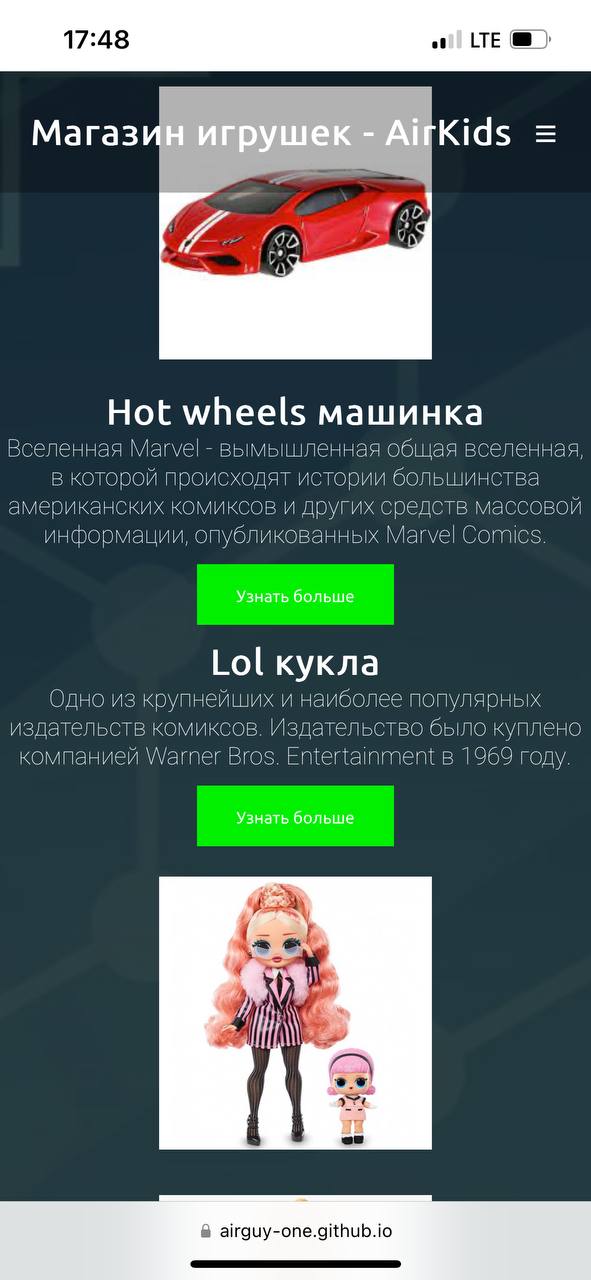 17:48
LTE
Магазин игрушек - AirKids
Hot wheels машинка
Вселенная Marvel - вымышленная общая вселенная,
в которой происходят истории большинства
американских комиксов и других средств массовой
информации, опубликованных Marvel Comics.
Узнать больше
Lol кукла
Одно из крупнейших и наиболее популярных
издательств комиксов. Издательство было куплено
компанией Warner Bros. Entertainment в 1969 году.
Узнать больше
airguy-one.github.io